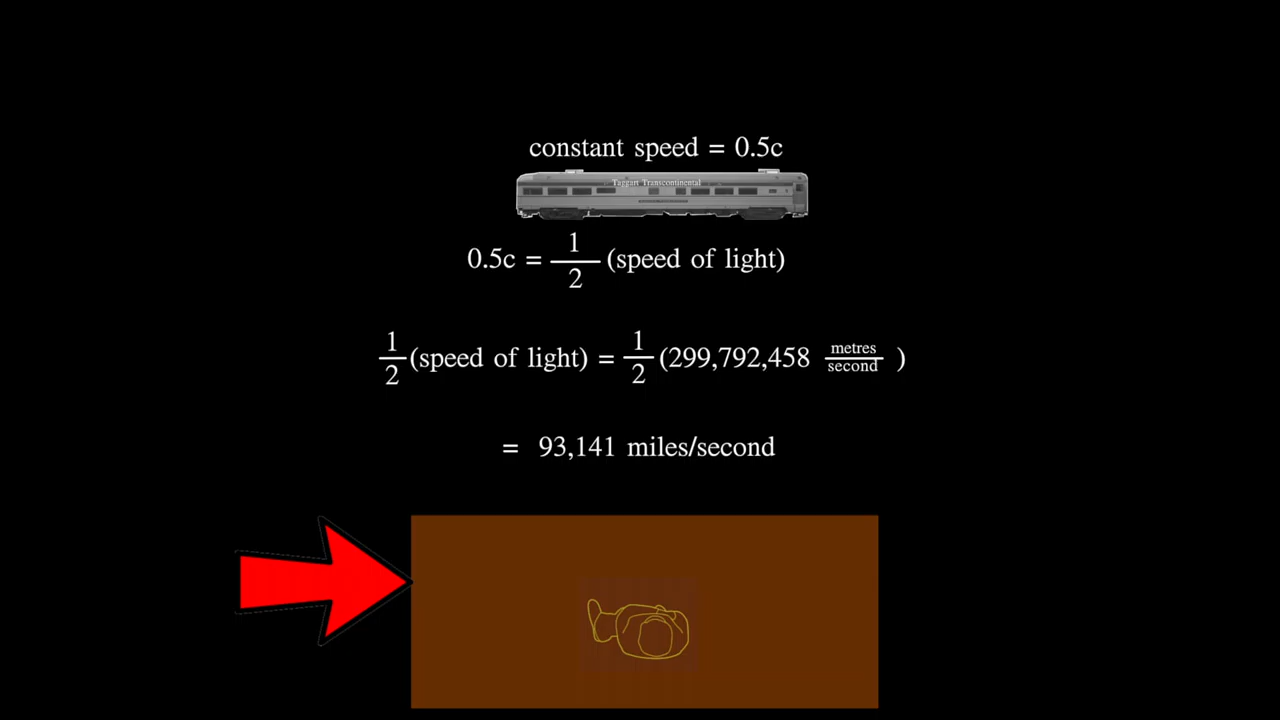 constant speed = 0.5c
Taggart Transcontinental
0.5c = 1/2 (speed of light)
1/2 (speed of light) = 1/2 (299,792,458 metres/second )
= 93,141 miles/second